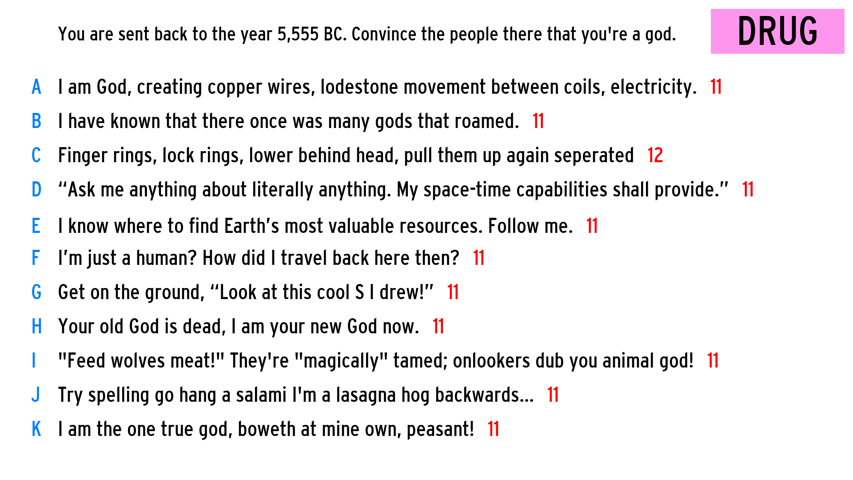 You are sent back to the year 5,555 BC. Convince the people there that you're a god.
DRUG
A I am God, creating copper wires, lodestone movement between coils, electricity. 11
B I have known that there once was many gods that roamed. 11
C Finger rings, lock rings, lower behind head, pull them up again seperated 12
D “Ask me anything about literally anything. My space-time capabilities shall provide.” 11
E I know where to find Earth’s most valuable resources. Follow me. 11
F I’m just a human? How did I travel back here then? 11
G Get on the ground, “Look at this cool S I drew!” 11
H Your old God is dead, I am your new God now. 11
I "Feed wolves meat!" They're "magically" tamed; onlookers dub you animal god! 11
J Try spelling go hang a salami I'm a lasagna hog backwards... 11
K I am the one true god, boweth at mine own, peasant! 11